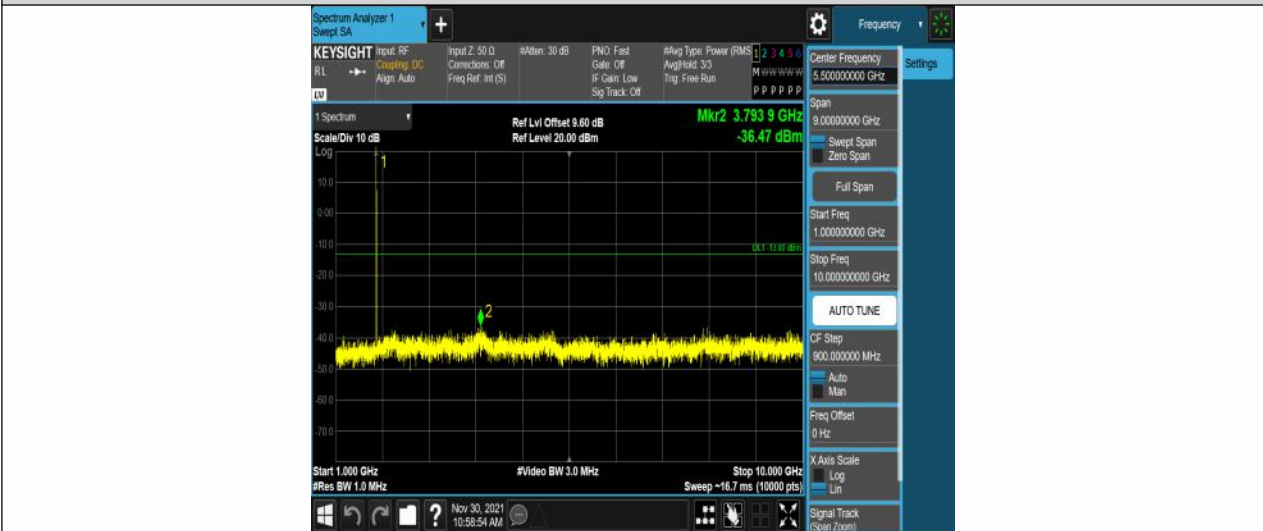 Spectrum Analyzer 1
Swept SA
Frequency
KEYSIGHT
RL
LV
Input: RF
Coupling: DC
Align: Auto
Input Z: 50 Ω
Corrections: Off
Freq Ref: Int (S)
#Atten: 30 dB
PNO: Fast
Gate: Off
IF Gain: Low
Sig Track: Off
#Avg Type: Power (RMS
Avg|Hold: 3/3
Trig: Free Run
1 2 3 4 5 6
M W W W W W
P P P P P P
Center Frequency
5.500000000 GHz
Settings
Span
9.00000000 GHz
Swept Span
Zero Span
Full Span
Start Freq
1.000000000 GHz
Stop Freq
10.000000000 GHz
AUTO TUNE
CF Step
900.000000 MHz
Auto
Man
Freq Offset
0 Hz
X Axis Scale
Log
Lin
Signal Track
(Span Zoom)
1 Spectrum
Scale/Div 10 dB
Log
Ref Lvl Offset 9.60 dB
Ref Level 20.00 dBm
Mkr2 3.793 9 GHz
-36.47 dBm
1
10.0
0.00
-10.0
DL1 -13.00 dBm
-20.0
-30.0
2
-40.0
-50.0
-60.0
-70.0
Start 1.000 GHz
#Video BW 3.0 MHz
Stop 10.000 GHz
#Res BW 1.0 MHz
Sweep ~16.7 ms (10000 pts)
?
Nov 30, 2021
10:58:54 AM